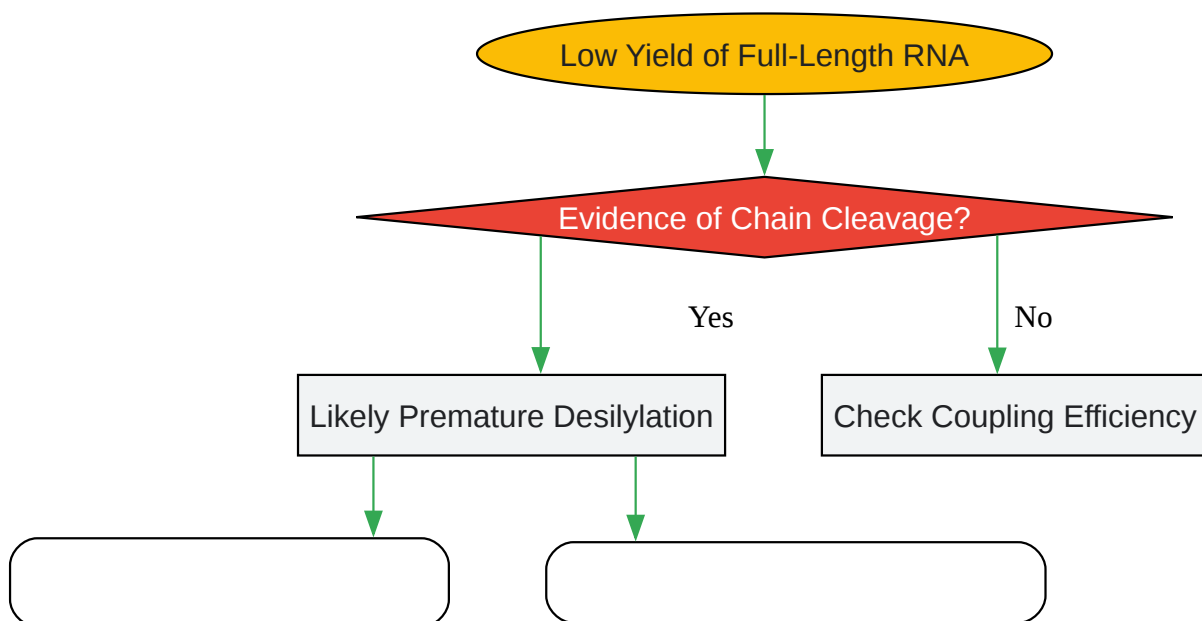 Low Yield of Full-Length RNA
Evidence of Chain Cleavage?
Yes
No
Likely Premature Desilylation
Check Coupling Efficiency